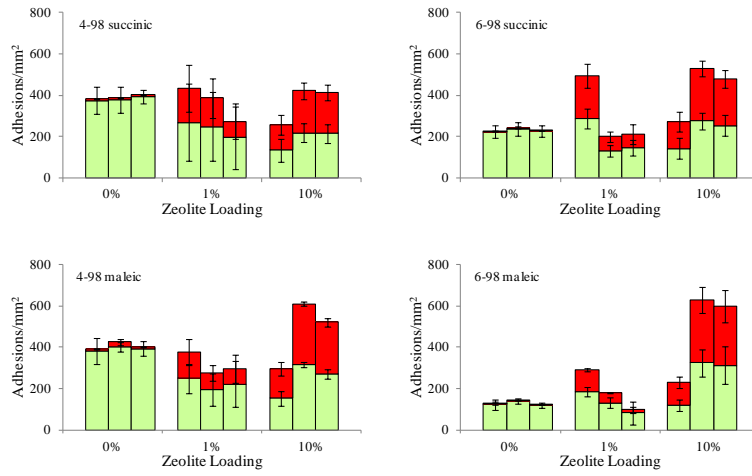 4-98 succinic
800
600
400
200
0
Adhesions/mm²
0% 1% 10%
Zeolite Loading
6-98 succinic
800
600
400
200
0
Adhesions/mm²
0% 1% 10%
Zeolite Loading
4-98 maleic
800
600
400
200
0
Adhesions/mm²
0% 1% 10%
Zeolite Loading
6-98 maleic
800
600
400
200
0
Adhesions/mm²
0% 1% 10%
Zeolite Loading